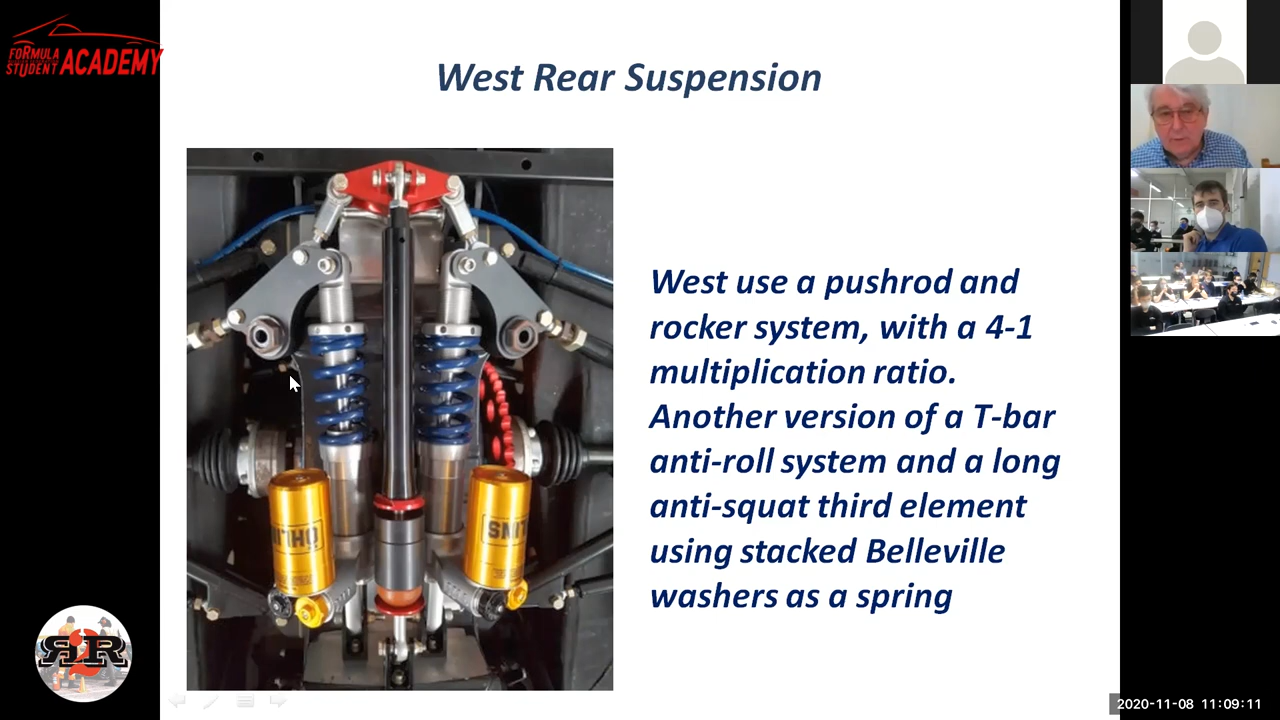 FORMULA
STUDENT ACADEMY
West Rear Suspension
West use a pushrod and
rocker system, with a 4-1
multiplication ratio.
Another version of a T-bar
anti-roll system and a long
anti-squat third element
using stacked Belleville
washers as a spring
R2R
2020-11-08 11:09:11